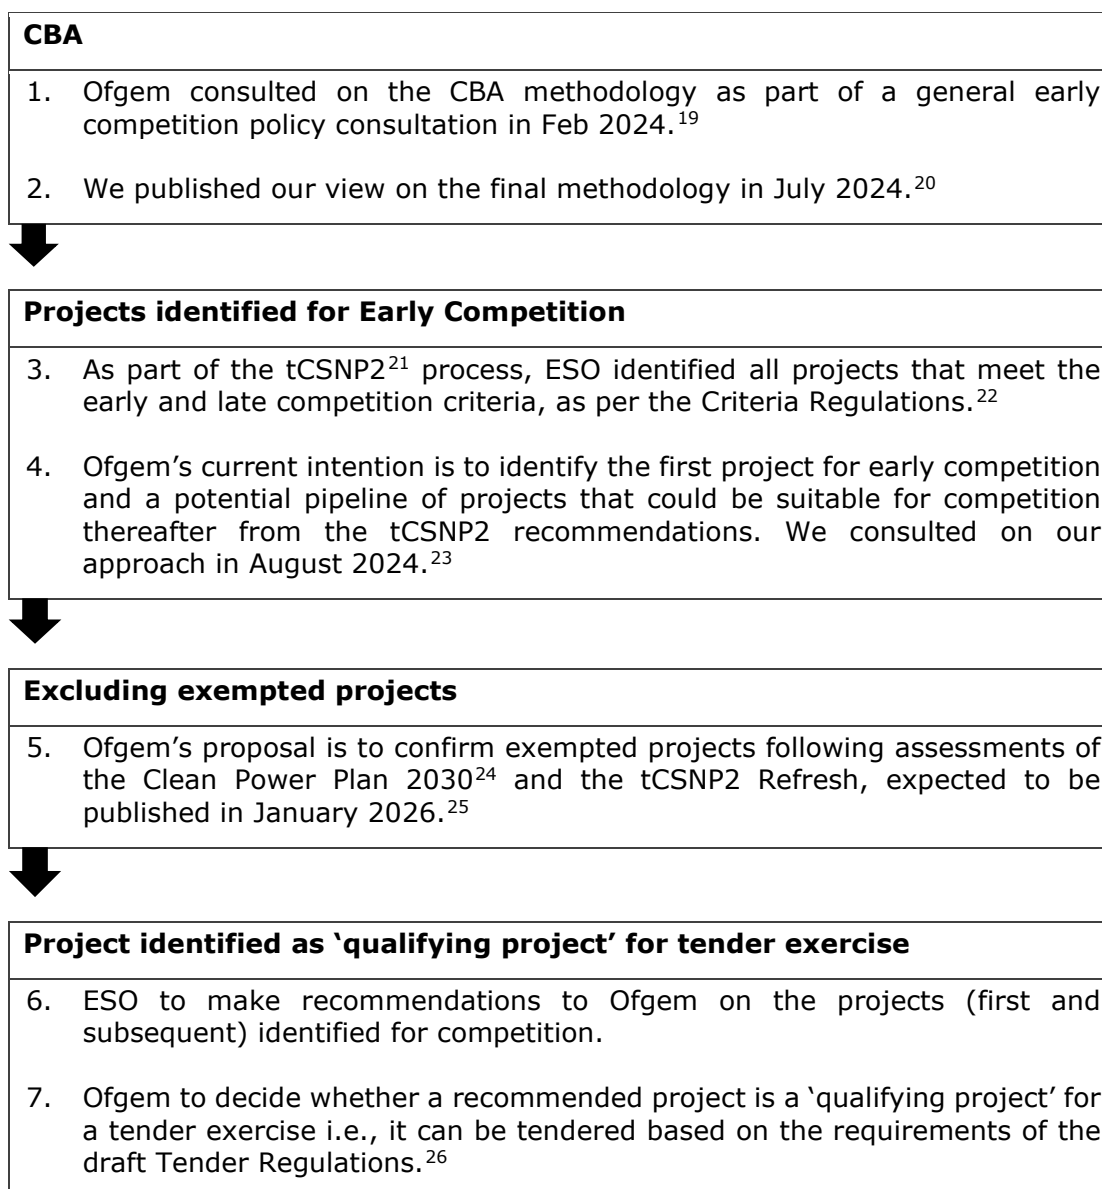 CBA
1. Ofgem consulted on the CBA methodology as part of a general early
competition policy consultation in Feb 2024.19
2. We published our view on the final methodology in July 2024.20
Projects identified for Early Competition
3. As part of the tCSNP221 process, ESO identified all projects that meet the
early and late competition criteria, as per the Criteria Regulations.22
4. Ofgem’s current intention is to identify the first project for early competition
and a potential pipeline of projects that could be suitable for competition
thereafter from the tCSNP2 recommendations. We consulted on our
approach in August 2024.23
Excluding exempted projects
5. Ofgem’s proposal is to confirm exempted projects following assessments of
the Clean Power Plan 203024 and the tCSNP2 Refresh, expected to be
published in January 2026.25
Project identified as ‘qualifying project’ for tender exercise
6. ESO to make recommendations to Ofgem on the projects (first and
subsequent) identified for competition.
7. Ofgem to decide whether a recommended project is a ‘qualifying project’ for
a tender exercise i.e., it can be tendered based on the requirements of the
draft Tender Regulations.26